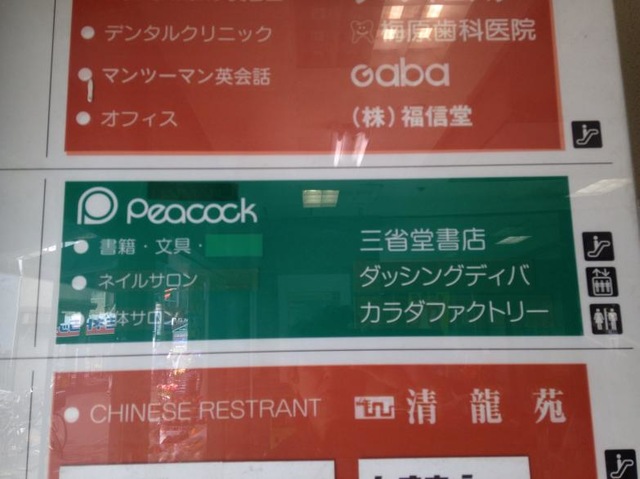 デンタルクリニック 梅原歯科医院
マンツーマン英会話 Gaba
オフィス (株)福信堂
Peacock
書籍・文具・ 三省堂書店
ネイルサロン ダッシングディバ
体サロン カラダファクトリー
CHINESE RESTRANT 清龍苑